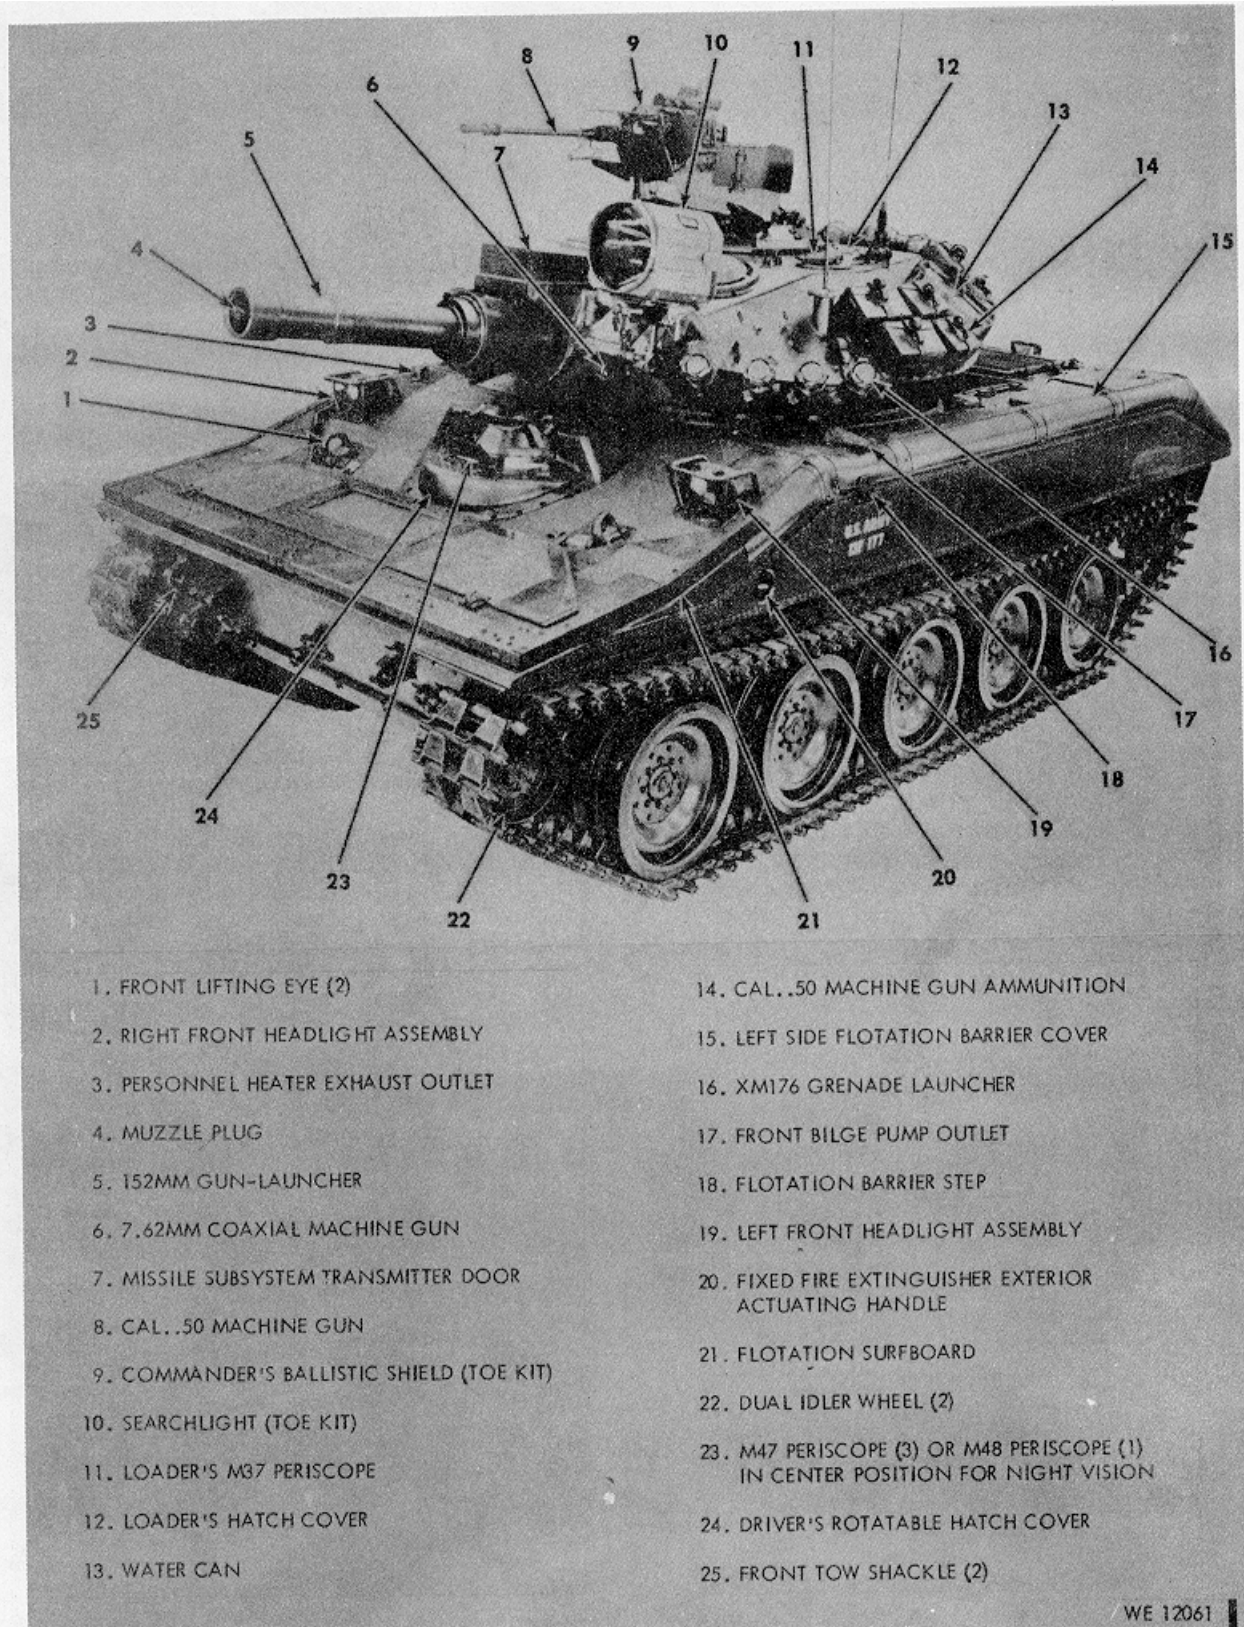 8
9
10
11
12
6
13
5
7
14
4
15
3
2
1
U.S. ARMY
16
25
17
18
24
19
23
20
22
21
1. FRONT LIFTING EYE (2)
2. RIGHT FRONT HEADLIGHT ASSEMBLY
3. PERSONNEL HEATER EXHAUST OUTLET
4. MUZZLE PLUG
5. 152MM GUN-LAUNCHER
6. 7.62MM COAXIAL MACHINE GUN
7. MISSILE SUBSYSTEM TRANSMITTER DOOR
8. CAL..50 MACHINE GUN
9. COMMANDER'S BALLISTIC SHIELD (TOE KIT)
10. SEARCHLIGHT (TOE KIT)
11. LOADER'S M37 PERISCOPE
12. LOADER'S HATCH COVER
13. WATER CAN
14. CAL..50 MACHINE GUN AMMUNITION
15. LEFT SIDE FLOTATION BARRIER COVER
16. XM176 GRENADE LAUNCHER
17. FRONT BILGE PUMP OUTLET
18. FLOTATION BARRIER STEP
19. LEFT FRONT HEADLIGHT ASSEMBLY
20. FIXED FIRE EXTINGUISHER EXTERIOR
ACTUATING HANDLE
21. FLOTATION SURFBOARD
22. DUAL IDLER WHEEL (2)
23. M47 PERISCOPE (3) OR M48 PERISCOPE (1)
IN CENTER POSITION FOR NIGHT VISION
24. DRIVER'S ROTATABLE HATCH COVER
25. FRONT TOW SHACKLE (2)
WE 12061